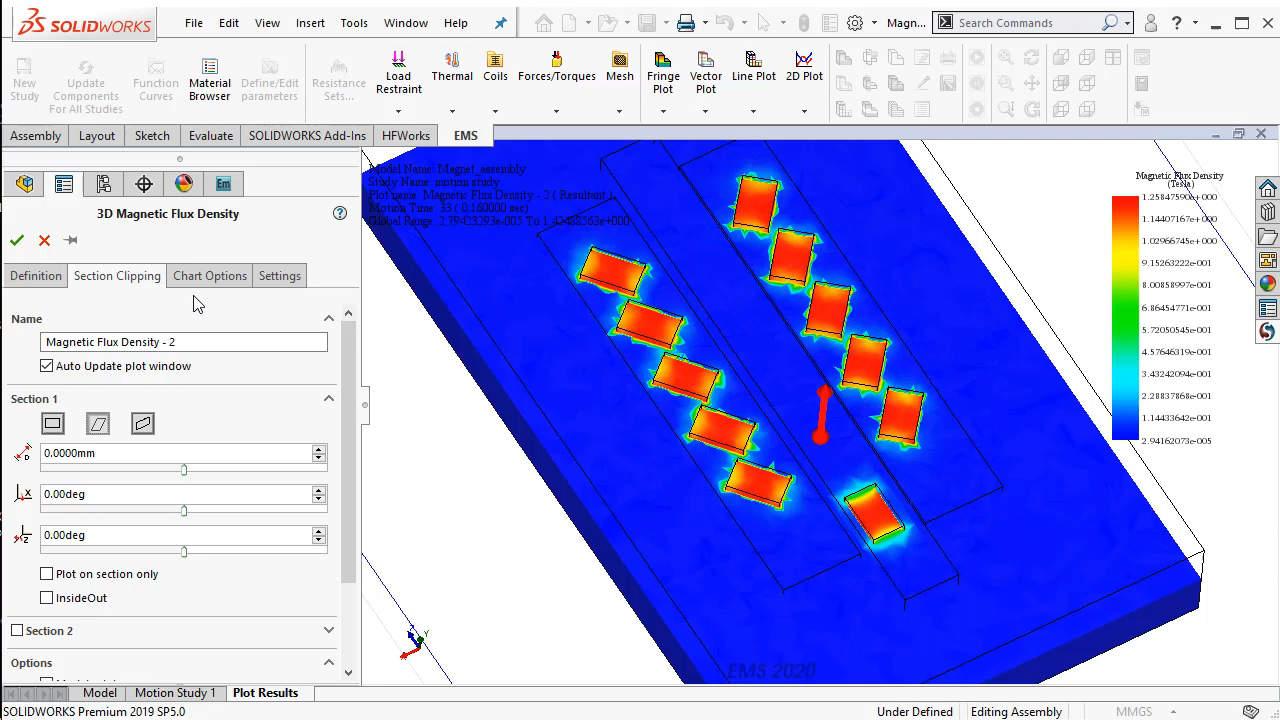 SOLIDWORKS
File Edit View Insert Tools Window Help
Magn...
Search Commands
New Study
Update Components For All Studies
Function Curves
Material Browser
Define/Edit parameters
Resistance Sets...
Load Restraint
Thermal
Coils
Forces/Torques
Mesh
Fringe Plot
Vector Plot
Line Plot
2D Plot
Assembly Layout Sketch Evaluate SOLIDWORKS Add-Ins HFWorks EMS
3D Magnetic Flux Density
Definition Section Clipping Chart Options Settings
Name
Magnetic Flux Density - 2
Auto Update plot window
Section 1
0.0000mm
0.00deg
0.00deg
Plot on section only
InsideOut
Section 2
Options
Model Name: Magnet_assembly
Study Name: motion study
Plot name: Magnetic Flux Density - 2 ( Resultant )
Motion Time: 33 ( 0.160000 sec)
Global Range: 2.79423293e-005 To 1.42488563e+000
Magnetic Flux Density
(Tesla)
1.25847590e+000
1.14407167e+000
1.02966745e+000
9.15263222e-001
8.00858997e-001
6.86454771e-001
5.72050545e-001
4.57646319e-001
3.43242094e-001
2.28837868e-001
1.14433642e-001
2.94162073e-005
X
Y
Z
EMS 2020
Model Motion Study 1 Plot Results
SOLIDWORKS Premium 2019 SP5.0
Under Defined Editing Assembly MMGS